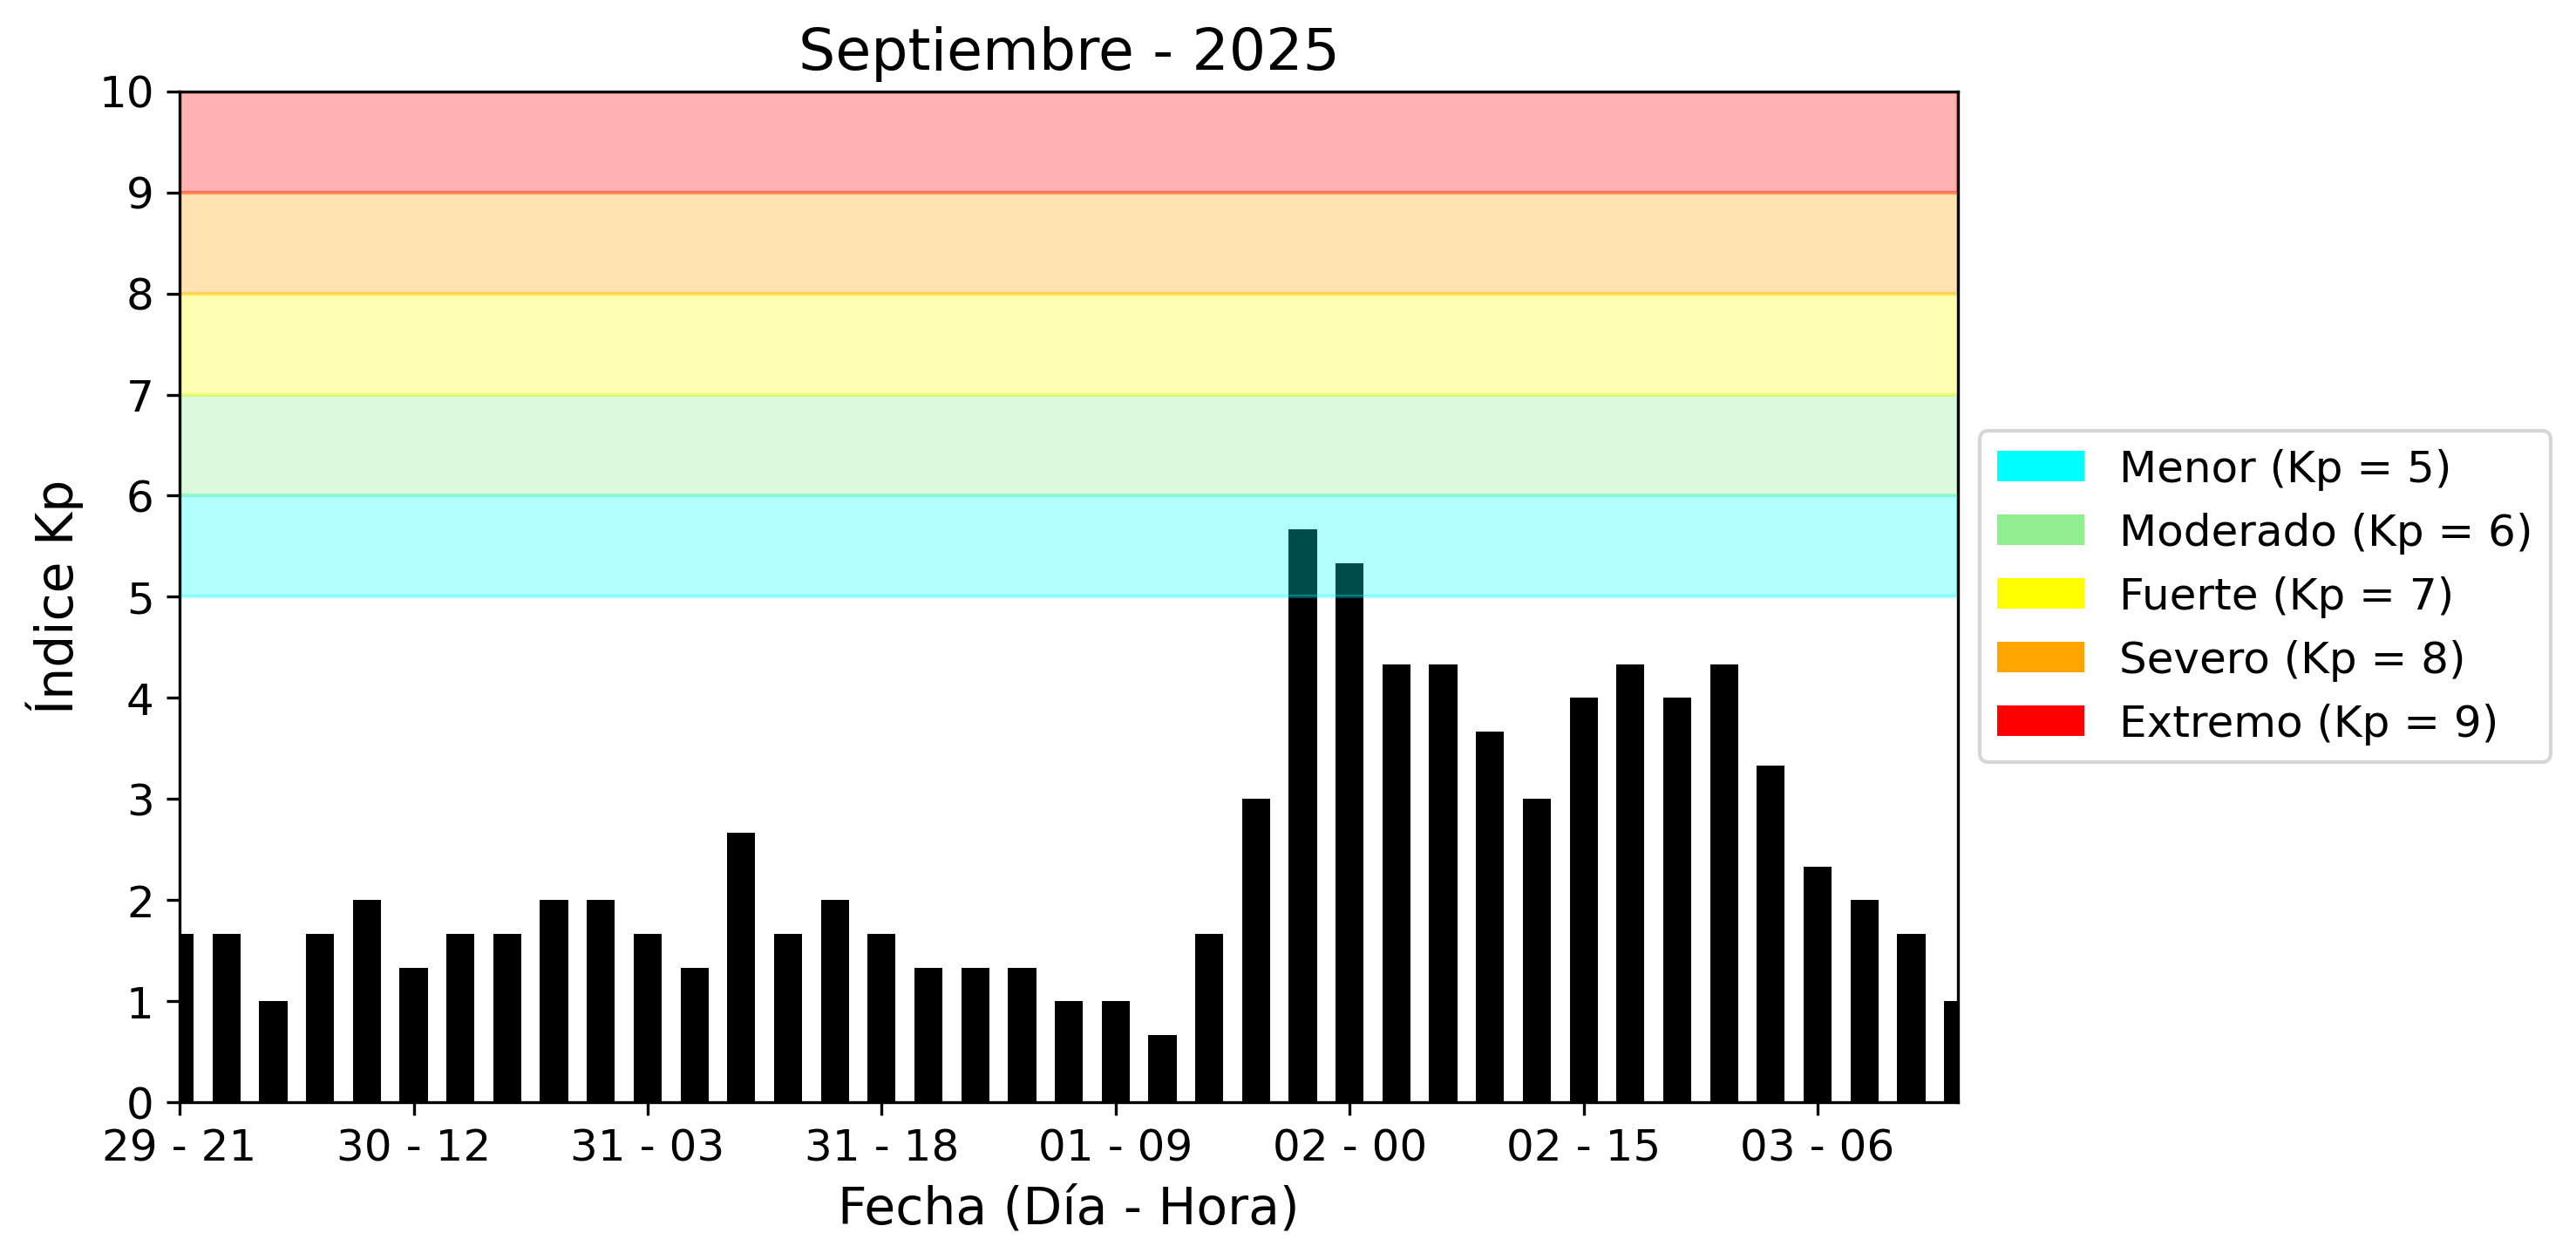 Septiembre - 2025
10
9
8
7
6
5
4
3
2
1
0
Índice Kp
29 - 21
30 - 12
31 - 03
31 - 18
01 - 09
02 - 00
02 - 15
03 - 06
Fecha (Día - Hora)
Menor (Kp = 5)
Moderado (Kp = 6)
Fuerte (Kp = 7)
Severo (Kp = 8)
Extremo (Kp = 9)